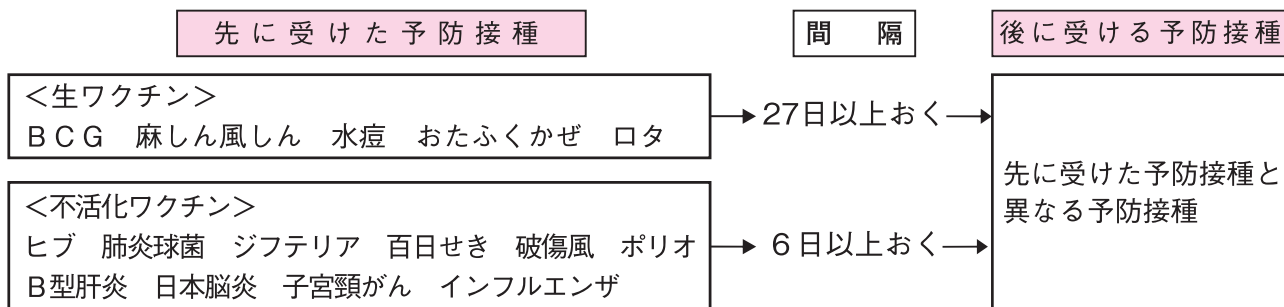 先に受けた予防接種
間 隔
後に受ける予防接種
＜生ワクチン＞
ＢＣＧ 麻しん風しん 水痘 おたふくかぜ ロタ
27日以上おく
＜不活化ワクチン＞
ヒブ 肺炎球菌 ジフテリア 百日せき 破傷風 ポリオ
Ｂ型肝炎 日本脳炎 子宮頸がん インフルエンザ
６日以上おく
先に受けた予防接種と
異なる予防接種